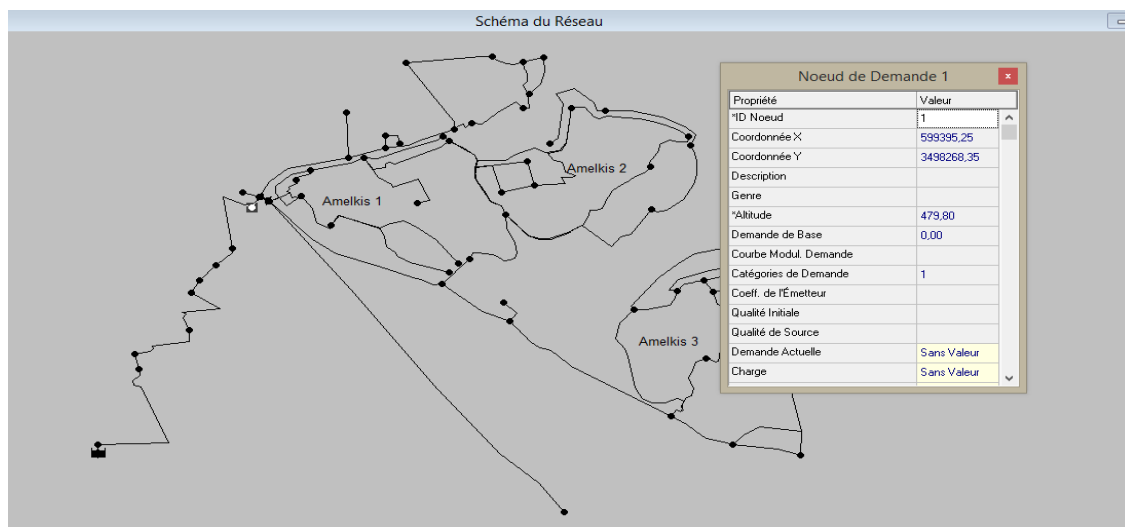 Schéma du Réseau
Noeud de Demande 1
Propriété Valeur
*ID Noeud 1
Coordonnée X 599395,25
Coordonnée Y 3498268,35
Description
Genre
*Altitude 479,80
Demande de Base 0,00
Courbe Modul. Demande
Catégories de Demande 1
Coeff. de l'Émetteur
Qualité Initiale
Qualité de Source
Demande Actuelle Sans Valeur
Charge Sans Valeur
Amelkis 2
Amelkis 1
Amelkis 3